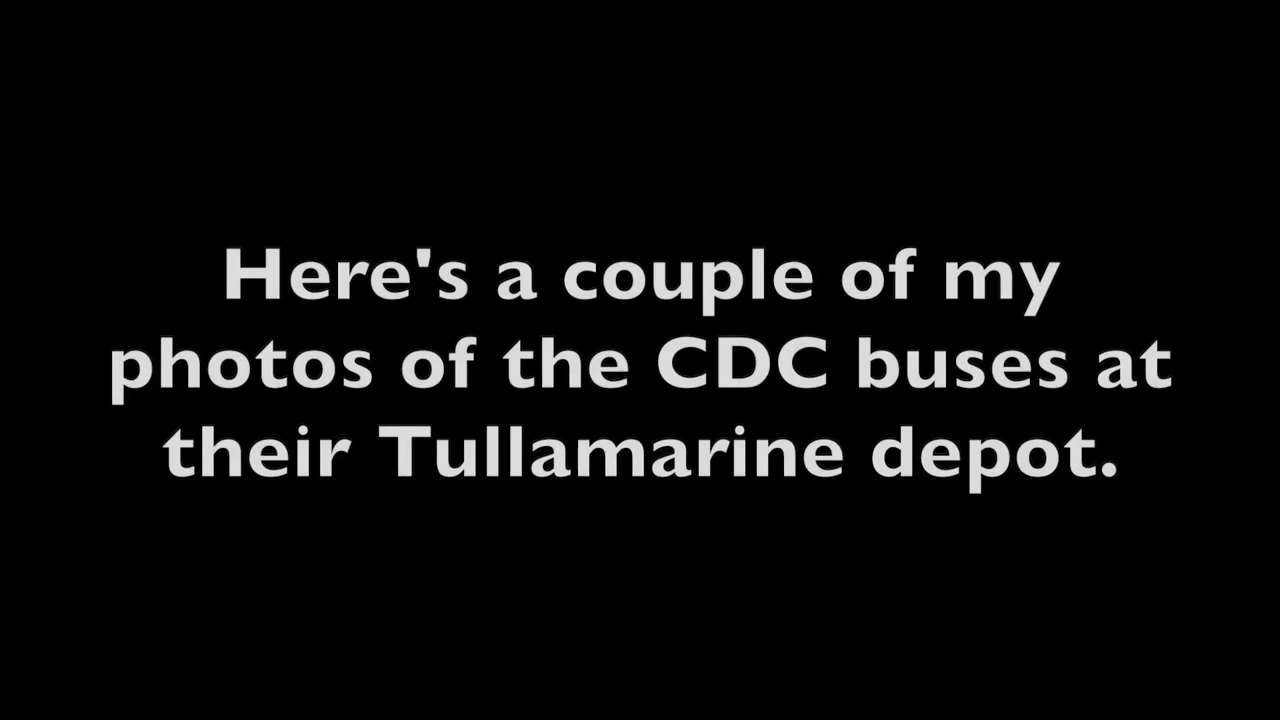 Here's a couple of my
photos of the CDC buses at
their Tullamarine depot.